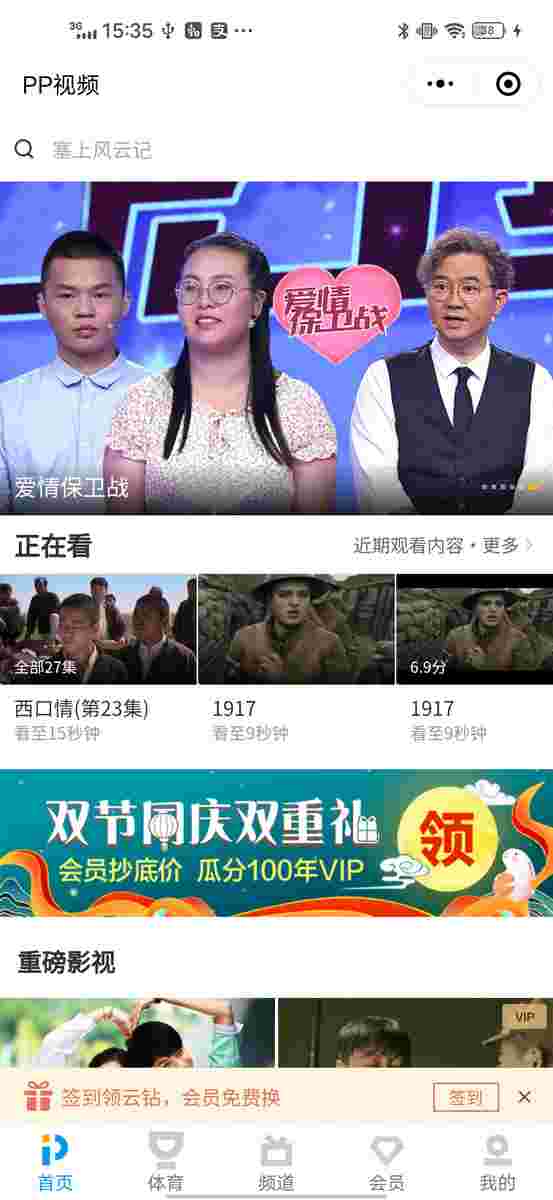 3G 15:35 58
PP视频
塞上风云记
爱情
保卫战
爱情保卫战
正在看 近期观看内容·更多
全部27集
6.9分
西口情(第23集) 1917 1917
看至15秒钟 看至9秒钟 看至9秒钟
双节同庆双重礼
领
会员抄底价 瓜分100年VIP
重磅影视
VIP
签到领云钻，会员免费换 签到
首页 体育 频道 会员 我的